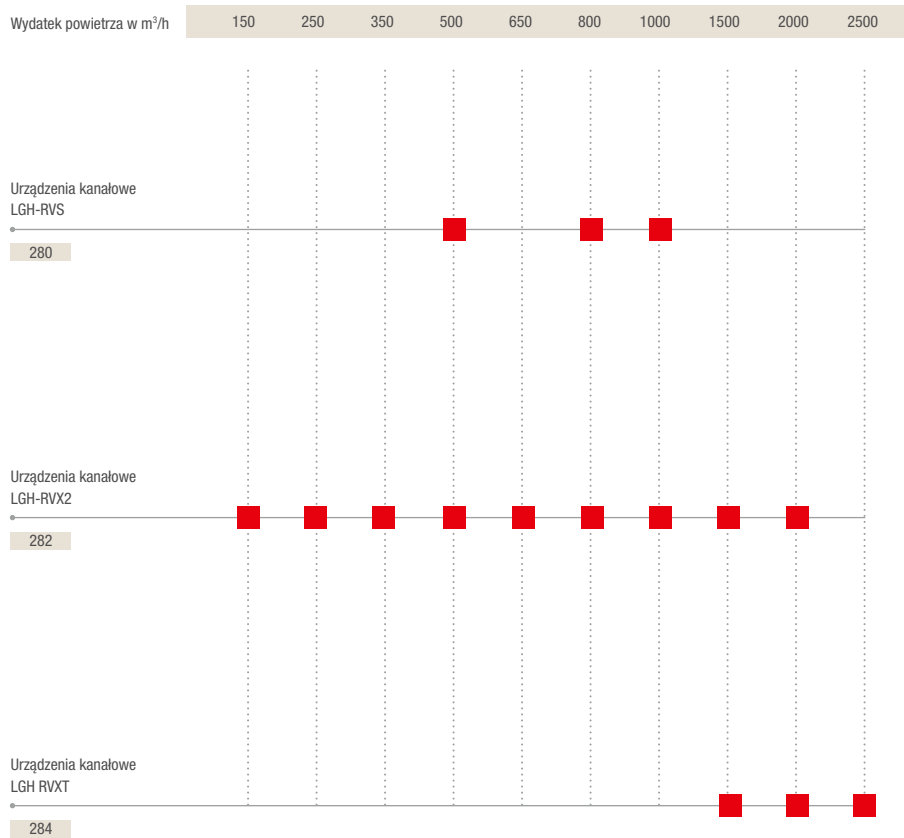 Wydatek powietrza w m³/h 150 250 350 500 650 800 1000 1500 2000 2500
Urządzenia kanałowe
LGH-RVS
280
Urządzenia kanałowe
LGH-RVX2
282
Urządzenia kanałowe
LGH RVXT
284